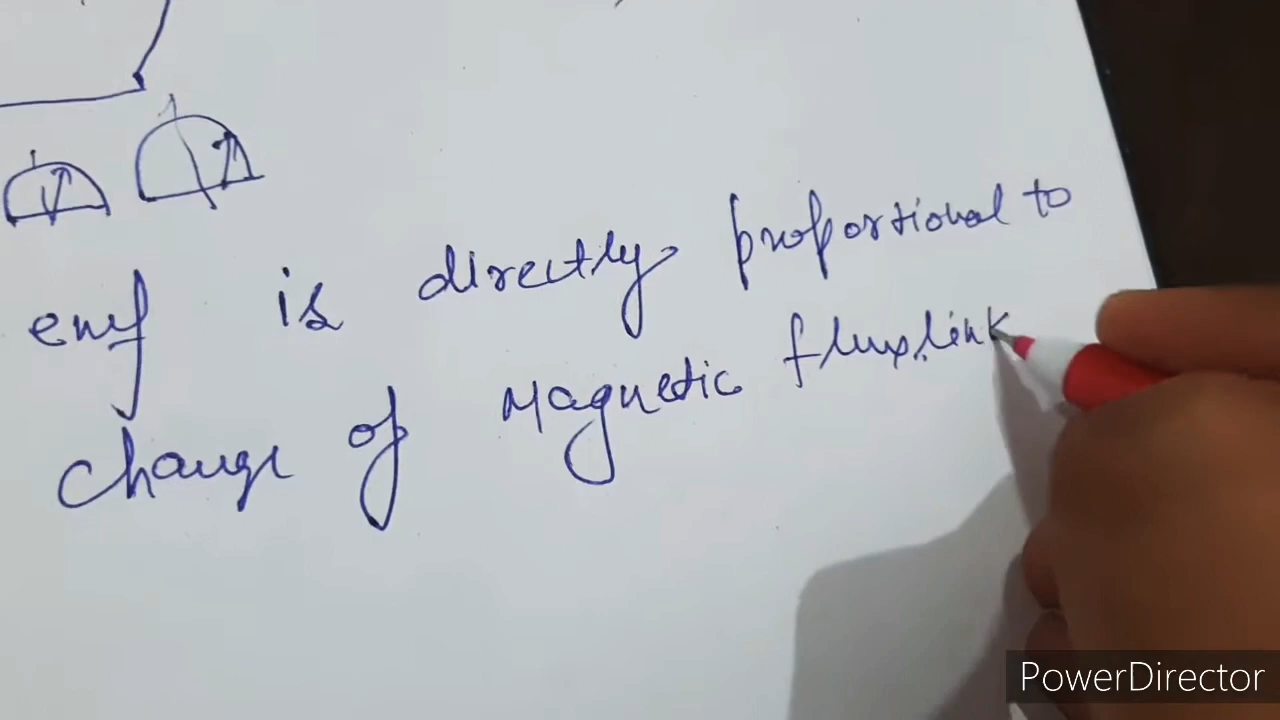 emf is directly proportional to
change of Magnetic flux link
PowerDirector